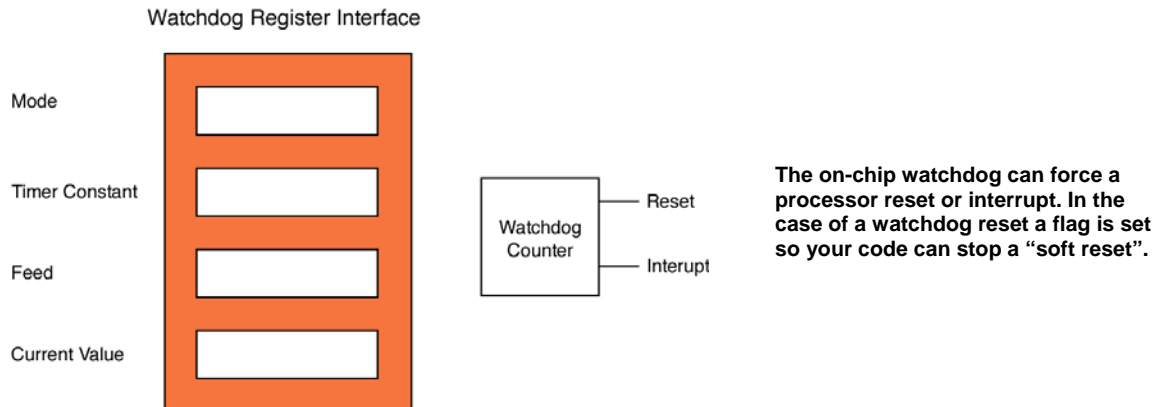 Watchdog Register Interface
Mode
Timer Constant
Feed
Current Value
Watchdog
Counter
Reset
Interupt
The on-chip watchdog can force a
processor reset or interrupt. In the
case of a watchdog reset a flag is set
so your code can stop a “soft reset”.